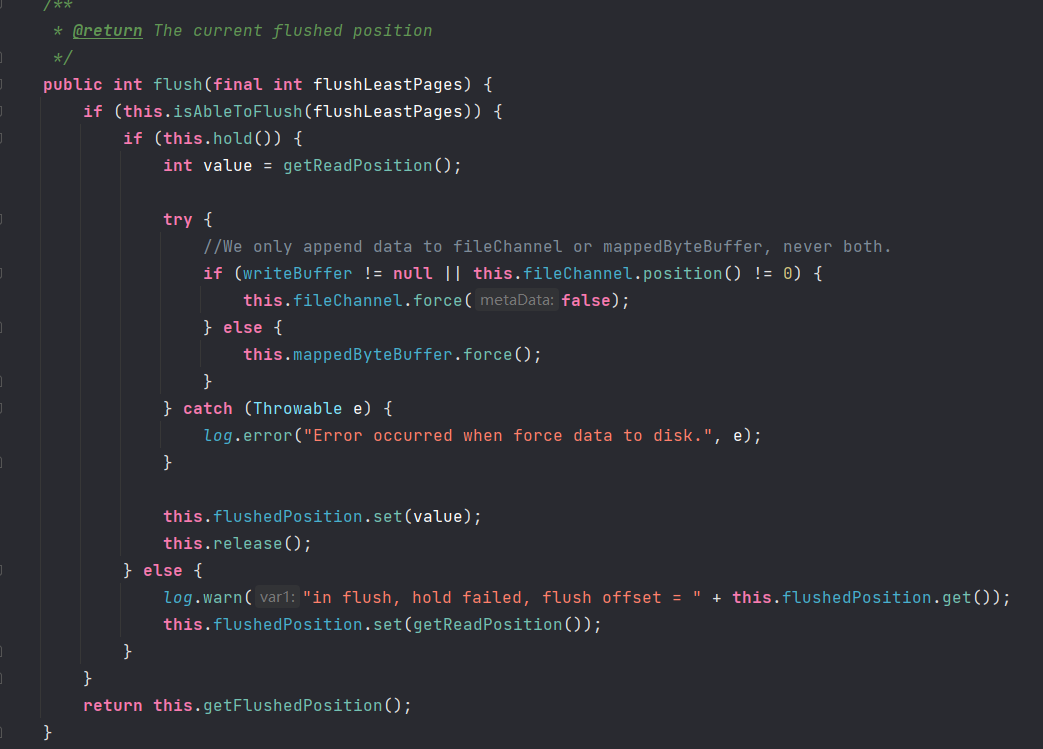 /**
 * @return The current flushed position
 */
public int flush(final int flushLeastPages) {
    if (this.isAbleToFlush(flushLeastPages)) {
        if (this.hold()) {
            int value = getReadPosition();

            try {
                //We only append data to fileChannel or mappedByteBuffer, never both.
                if (writeBuffer != null || this.fileChannel.position() != 0) {
                    this.fileChannel.force( metaData: false);
                } else {
                    this.mappedByteBuffer.force();
                }
            } catch (Throwable e) {
                log.error("Error occurred when force data to disk.", e);
            }

            this.flushedPosition.set(value);
            this.release();
        } else {
            log.warn( var1: "in flush, hold failed, flush offset = " + this.flushedPosition.get());
            this.flushedPosition.set(getReadPosition());
        }
    }
    return this.getFlushedPosition();
}